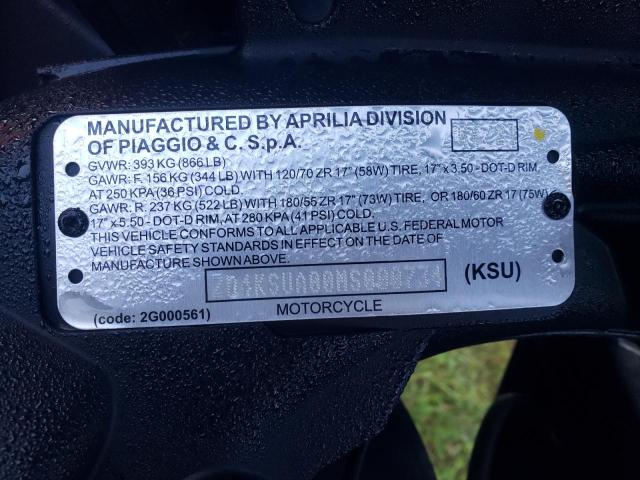 MANUFACTURED BY APRILIA DIVISION
OF PIAGGIO & C. S.p.A.
GVWR: 393 KG (866 LB)
GAWR: F. 156 KG (344 LB) WITH 120/70 ZR 17" (58W) TIRE, 17" x 3.50 - DOT-D RIM
AT 250 KPA (36 PSI) COLD.
GAWR: R. 237 KG (522 LB) WITH 180/55 ZR 17" (73W) TIRE, OR 180/60 ZR 17 (75W)
17" x 5.50 - DOT-D RIM, AT 280 KPA (41 PSI) COLD.
THIS VEHICLE CONFORMS TO ALL APPLICABLE U.S. FEDERAL MOTOR
VEHICLE SAFETY STANDARDS IN EFFECT ON THE DATE OF
MANUFACTURE SHOWN ABOVE.
(KSU)
(code: 2G000561)
MOTORCYCLE